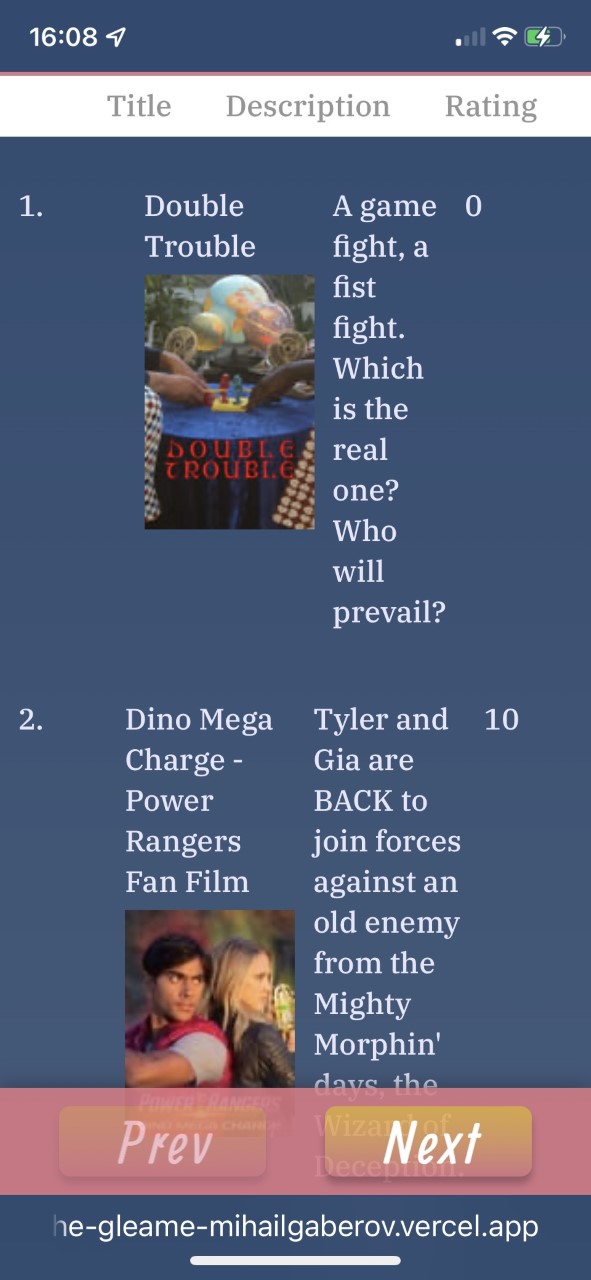 16:08
Title Description Rating
1. Double Trouble A game fight, a fist fight. Which is the real one? Who will prevail? 0
DOUBLE
TROUBLE
2. Dino Mega Charge - Power Rangers Fan Film Tyler and Gia are BACK to join forces against an old enemy from the Mighty Morphin' days, the Wizard of Deception. 10
POWER RANGERS
DINO MEGA CHARGE
Prev Next
he-gleame-mihailgaberov.vercel.app